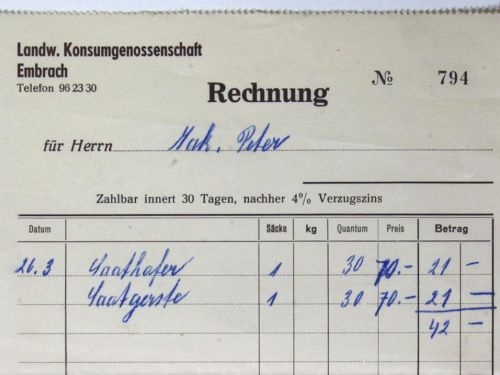 Landw. Konsumgenossenschaft
Embrach
Telefon 96 23 30
№ 794
Rechnung
für Herrn Jak. Peter
Zahlbar innert 30 Tagen, nachher 4% Verzugszins
Datum Säcke kg Quantum Preis Betrag
26.3 Saathafer 1 30 70.- 21 -
Saatgerste 1 30 70.- 21 -
42 -